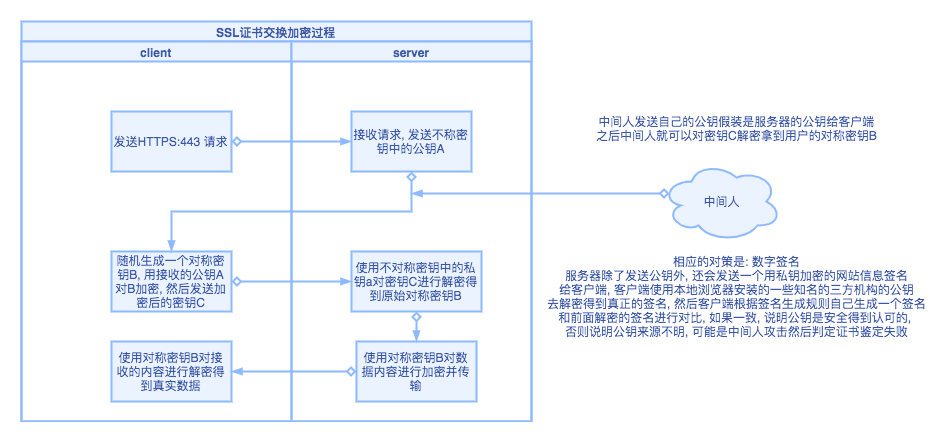 SSL证书交换加密过程
client
server
发送HTTPS:443 请求
接收请求, 发送不称密
钥中的公钥A
中间人发送自己的公钥假装是服务器的公钥给客户端
之后中间人就可以对密钥C解密拿到用户的对称密钥B
中间人
随机生成一个对称密
钥B, 用接收的公钥A
对B加密, 然后发送加
密后的密钥C
使用不对称密钥中的私
钥a对密钥C进行解密得
到原始对称密钥B
相应的对策是: 数字签名
服务器除了发送公钥外, 还会发送一个用私钥加密的网站信息签名
给客户端, 客户端使用本地浏览器安装的一些知名的三方机构的公钥
去解密得到真正的签名, 然后客户端根据签名生成规则自己生成一个签名
和前面解密的签名进行对比, 如果一致, 说明公钥是安全得到认可的,
否则说明公钥来源不明, 可能是中间人攻击然后判定证书鉴定失败
使用对称密钥B对接
收的内容进行解密得
到真实数据
使用对称密钥B对数
据内容进行加密并传
输